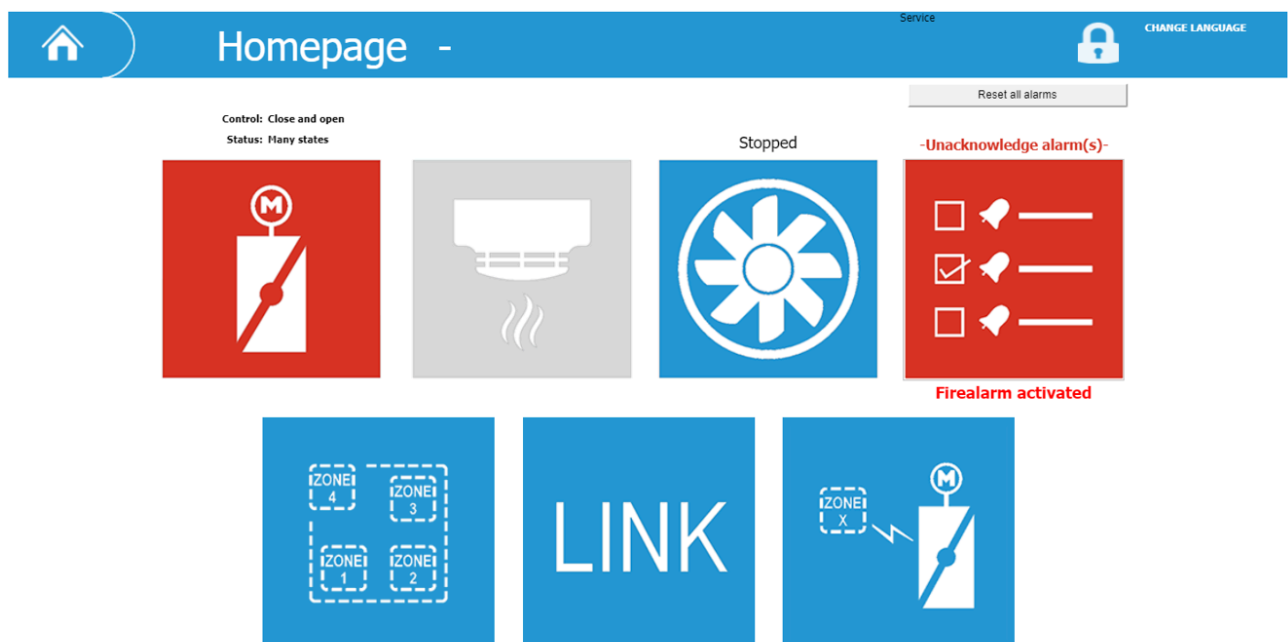 Service
Homepage -
CHANGE LANGUAGE
Reset all alarms
Control: Close and open
Status: Many states
Stopped
-Unacknowledge alarm(s)-
M
Firealarm activated
ZONE
4
ZONE
3
ZONE
1
ZONE
2
LINK
ZONE
X
M